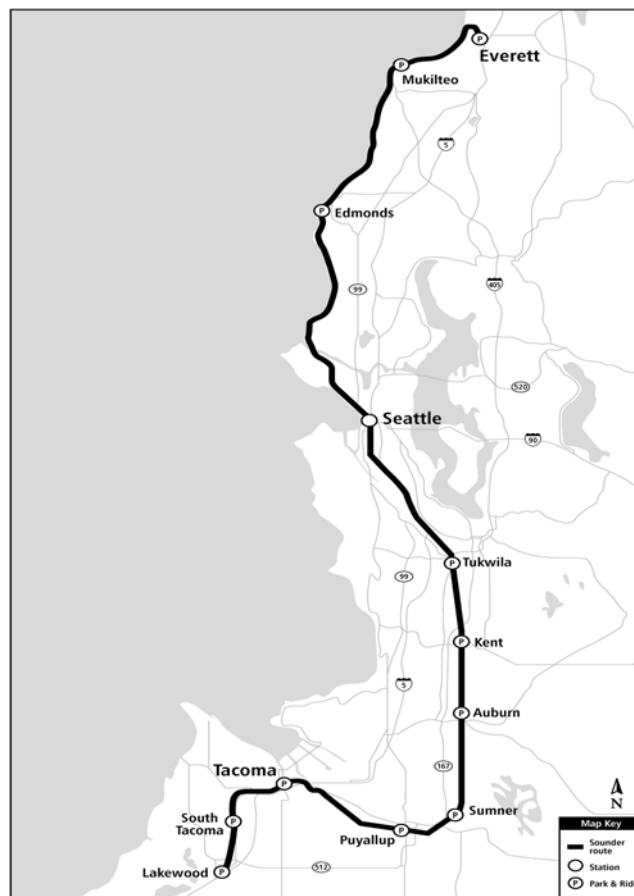 P
Everett
P
Mukilteo
5
P
Edmonds
405
99
520
Seattle
90
P
Tukwila
99
P
Kent
5
P
Auburn
167
Tacoma
P
N
P
Sumner
South
Tacoma
P
P
Puyallup
Map Key
Sounder
route
Lakewood
P
512
Station
P
Park & Rid